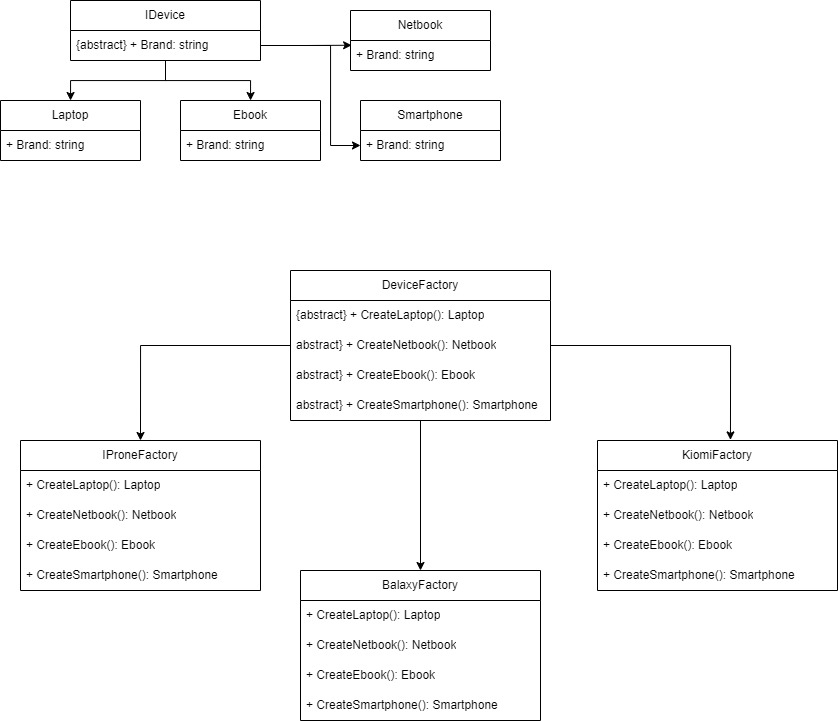 IDevice
{abstract} + Brand: string
Netbook
+ Brand: string
Laptop
+ Brand: string
Ebook
+ Brand: string
Smartphone
+ Brand: string
DeviceFactory
{abstract} + CreateLaptop(): Laptop
abstract} + CreateNetbook(): Netbook
abstract} + CreateEbook(): Ebook
abstract} + CreateSmartphone(): Smartphone
IProneFactory
+ CreateLaptop(): Laptop
+ CreateNetbook(): Netbook
+ CreateEbook(): Ebook
+ CreateSmartphone(): Smartphone
BalaxyFactory
+ CreateLaptop(): Laptop
+ CreateNetbook(): Netbook
+ CreateEbook(): Ebook
+ CreateSmartphone(): Smartphone
KiomiFactory
+ CreateLaptop(): Laptop
+ CreateNetbook(): Netbook
+ CreateEbook(): Ebook
+ CreateSmartphone(): Smartphone